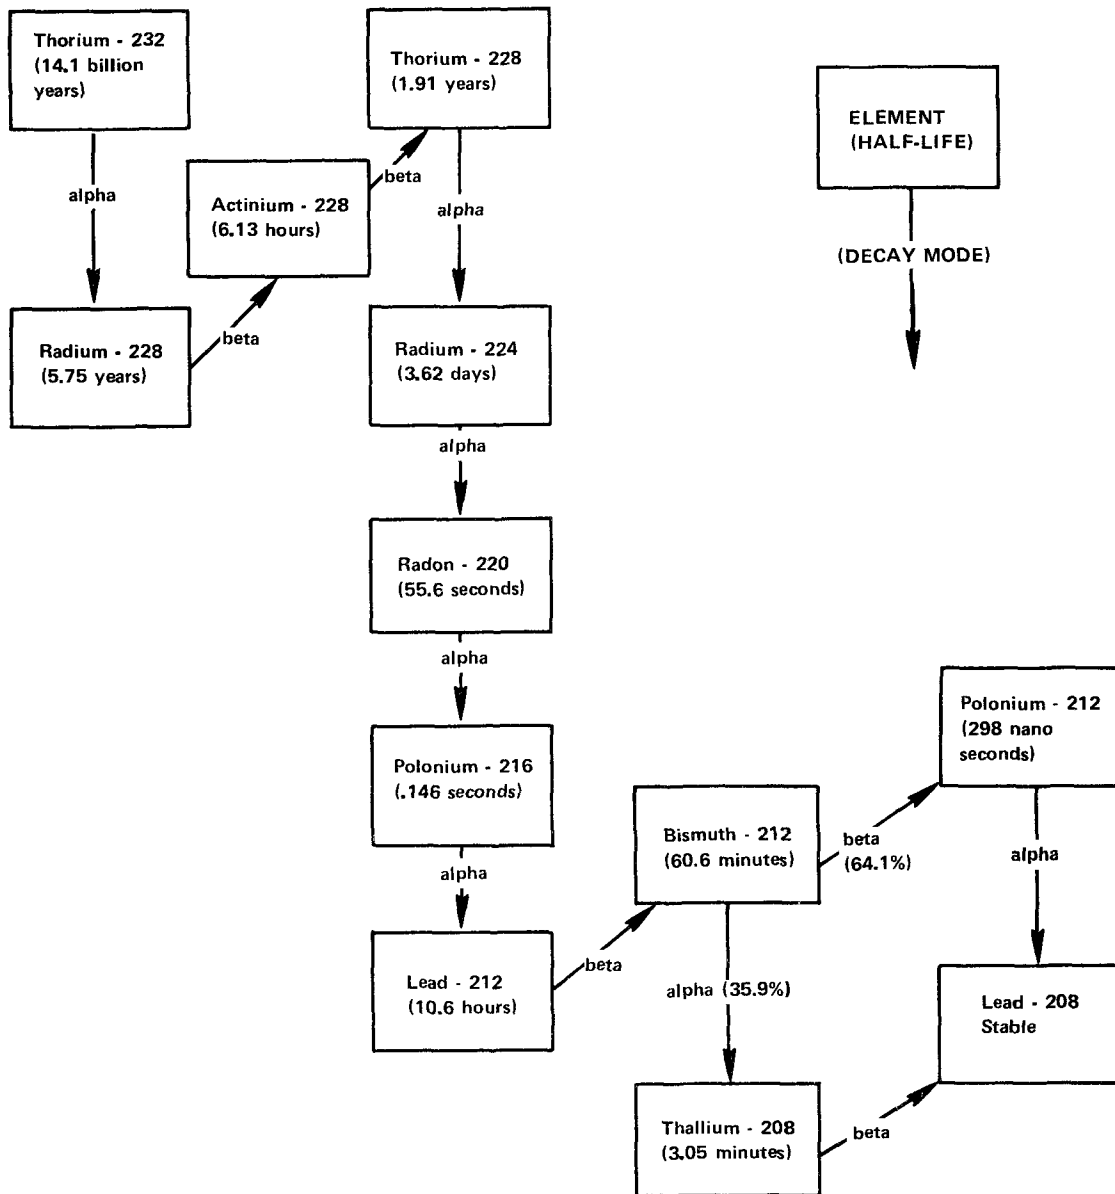 Thorium - 232
(14.1 billion
years)
alpha
Radium - 228
(5.75 years)
beta
Actinium - 228
(6.13 hours)
beta
Thorium - 228
(1.91 years)
alpha
Radium - 224
(3.62 days)
alpha
Radon - 220
(55.6 seconds)
alpha
Polonium - 216
(.146 seconds)
alpha
Lead - 212
(10.6 hours)
beta
Bismuth - 212
(60.6 minutes)
beta
(64.1%)
alpha (35.9%)
Polonium - 212
(298 nano
seconds)
alpha
Thallium - 208
(3.05 minutes)
beta
Lead - 208
Stable
ELEMENT
(HALF-LIFE)
(DECAY MODE)